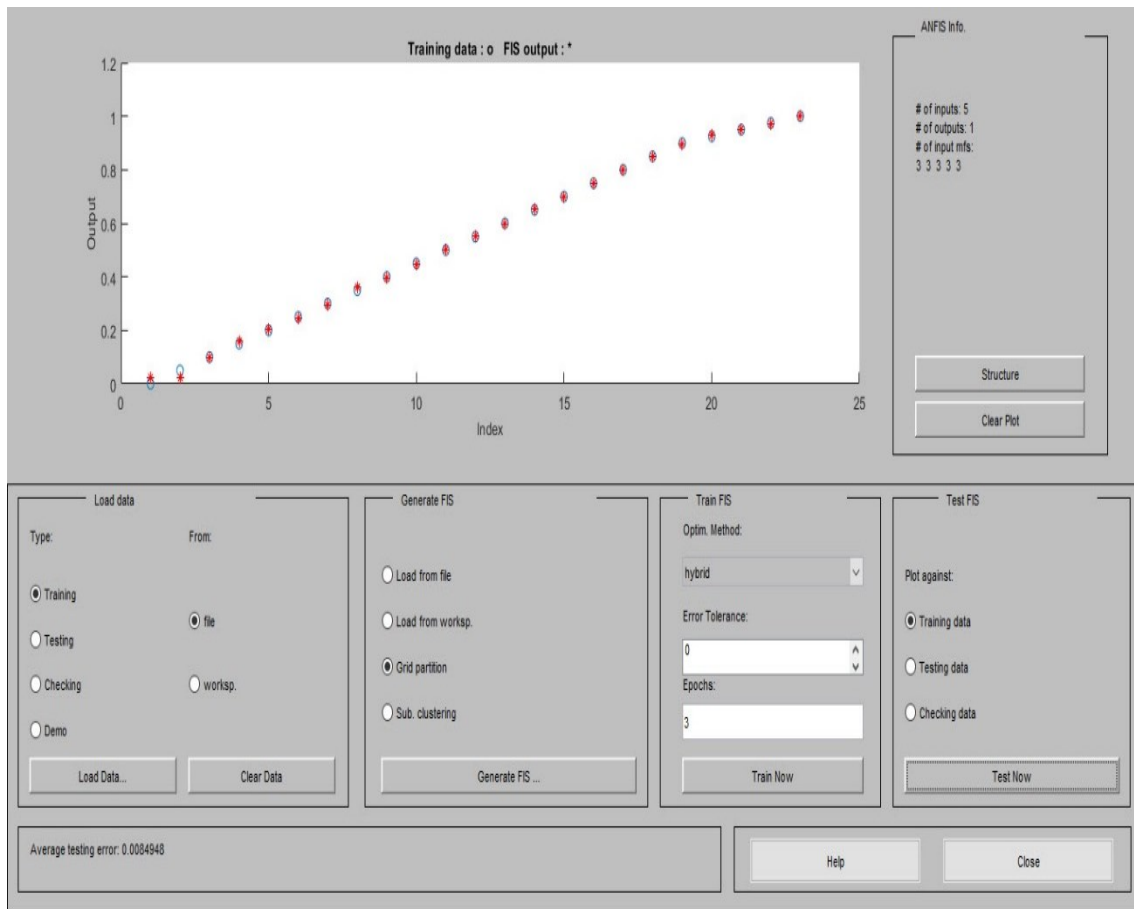 Training data : o   FIS output : *
1.2
1
0.8
0.6
0.4
0.2
0
Output
0 5 10 15 20 25
Index
ANFIS Info.
# of inputs: 5
# of outputs: 1
# of input mfs:
3 3 3 3 3
Structure
Clear Plot
Load data
Type:
From:
Training
Testing
Checking
Demo
file
worksp.
Load Data...
Clear Data
Generate FIS
Load from file
Load from worksp.
Grid partition
Sub. clustering
Generate FIS ...
Train FIS
Optim. Method:
hybrid
Error Tolerance:
0
Epochs:
3
Train Now
Test FIS
Plot against:
Training data
Testing data
Checking data
Test Now
Average testing error: 0.0084948
Help
Close